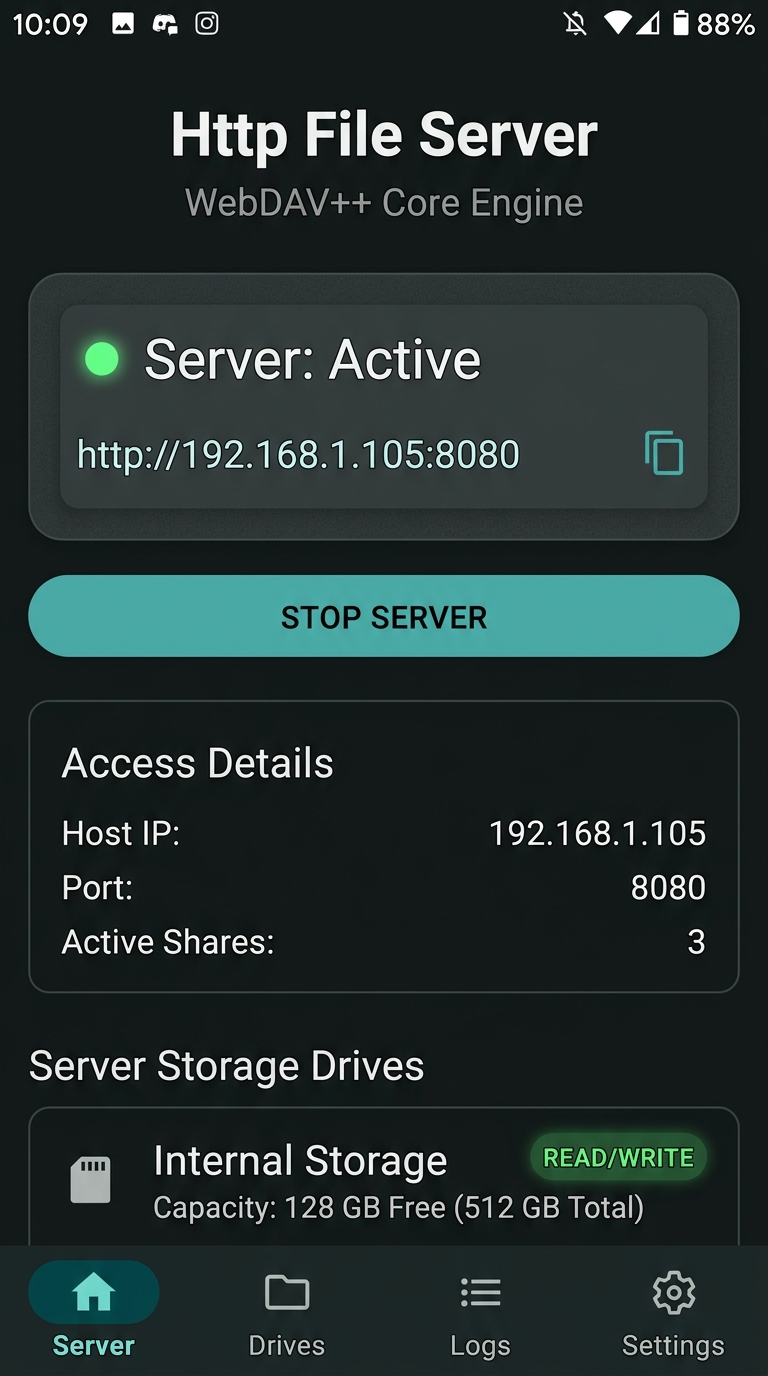 10:09
88%
Http File Server
WebDAV++ Core Engine
Server: Active
http://192.168.1.105:8080
STOP SERVER
Access Details
Host IP: 192.168.1.105
Port: 8080
Active Shares: 3
Server Storage Drives
Internal Storage
READ/WRITE
Capacity: 128 GB Free (512 GB Total)
Server
Drives
Logs
Settings